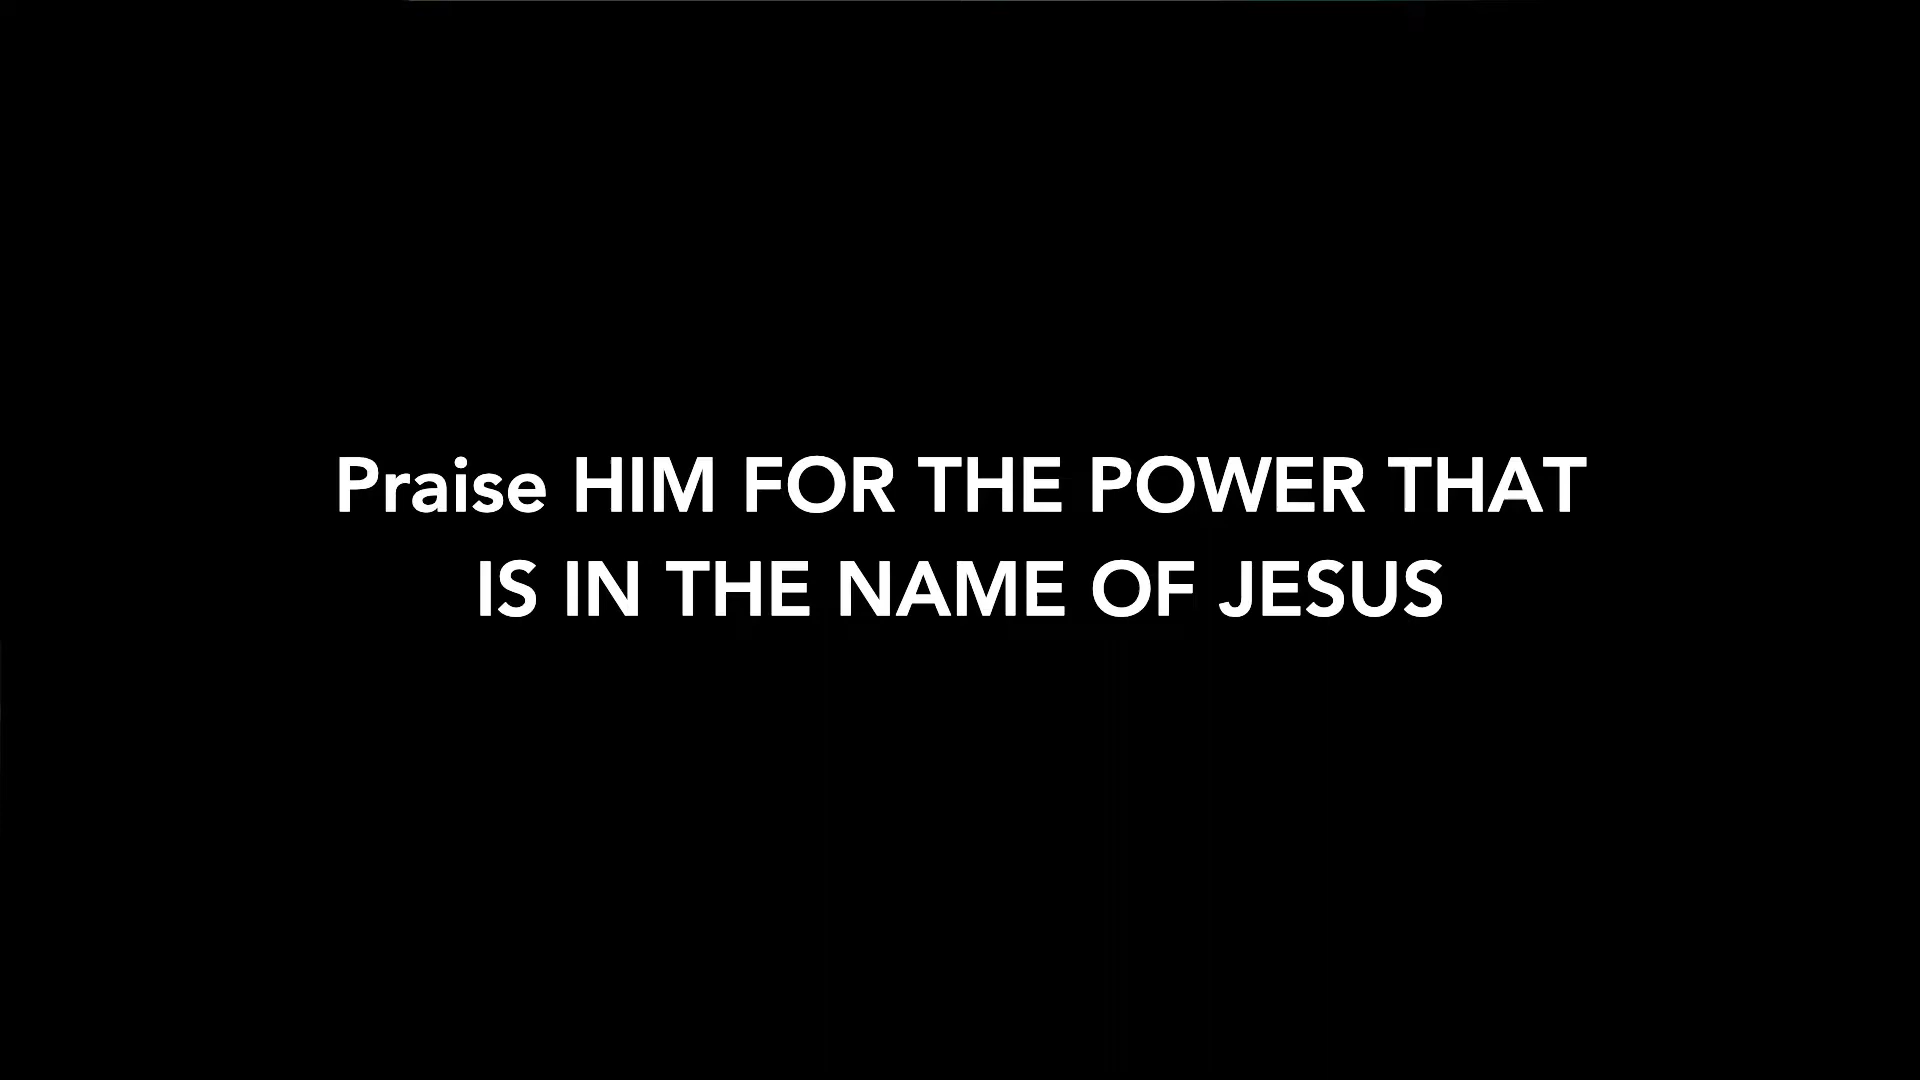 Praise HIM FOR THE POWER THAT
IS IN THE NAME OF JESUS